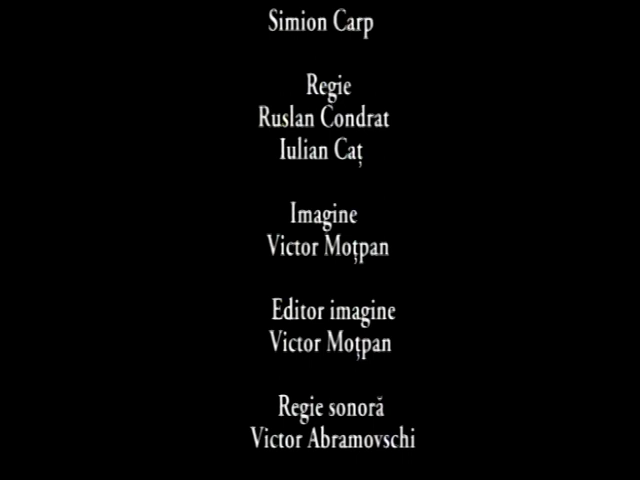 Simion Carp
Regie
Ruslan Condrat
Iulian Caț
Imagine
Victor Moțpan
Editor imagine
Victor Moțpan
Regie sonoră
Victor Abramovschi